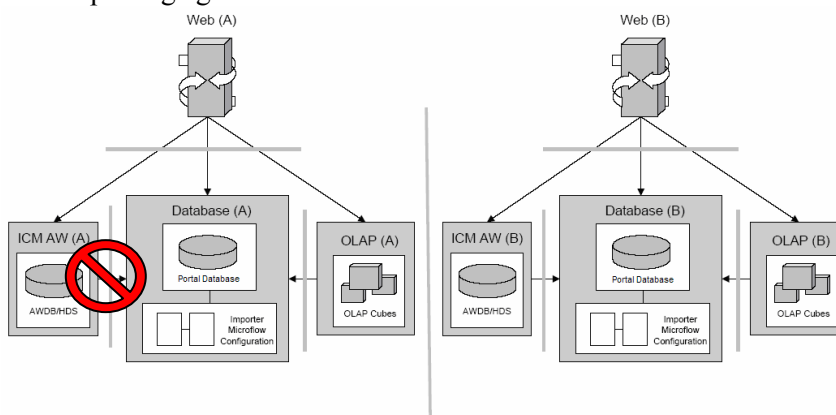 Web (A)
Web (B)
ICM AW (A)
AWDB/HDS
Database (A)
Portal Database
Importer
Microflow
Configuration
OLAP (A)
OLAP Cubes
ICM AW (B)
AWDB/HDS
Database (B)
Portal Database
Importer
Microflow
Configuration
OLAP (B)
OLAP Cubes